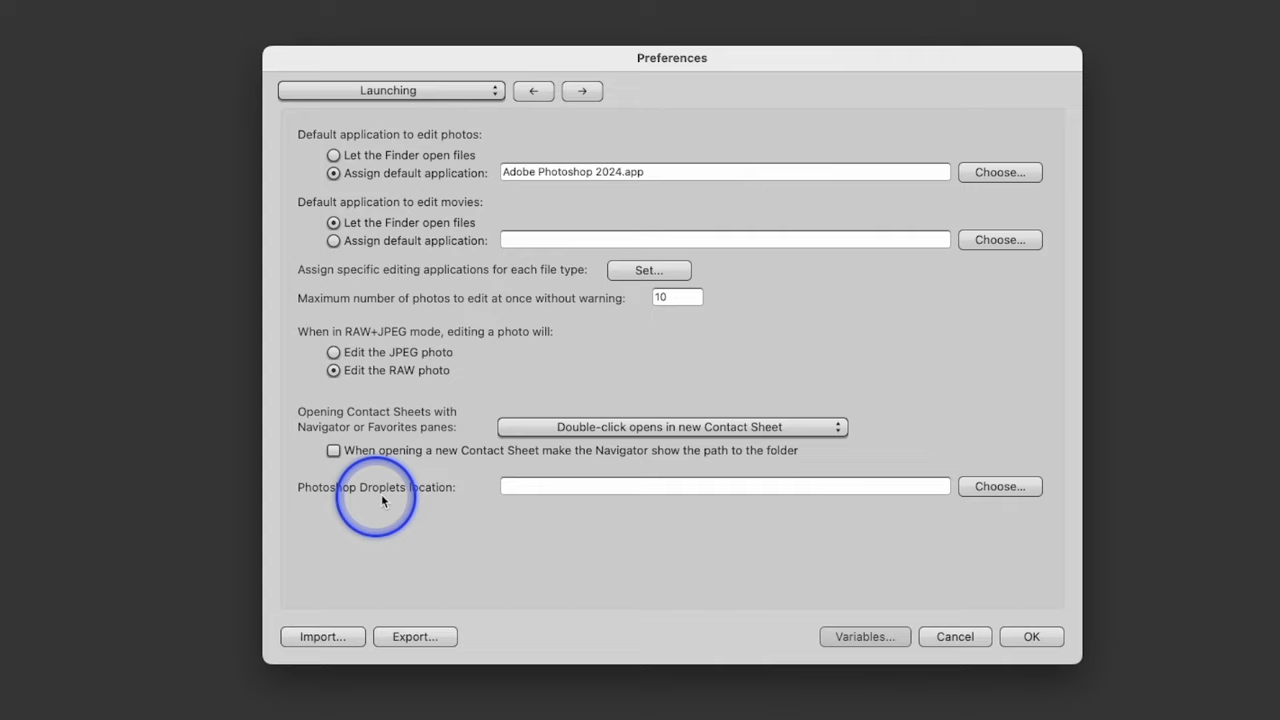 Preferences
Launching
Default application to edit photos:
Let the Finder open files
Assign default application: Adobe Photoshop 2024.app Choose...
Default application to edit movies:
Let the Finder open files
Assign default application: Choose...
Assign specific editing applications for each file type: Set...
Maximum number of photos to edit at once without warning: 10
When in RAW+JPEG mode, editing a photo will:
Edit the JPEG photo
Edit the RAW photo
Opening Contact Sheets with
Navigator or Favorites panes: Double-click opens in new Contact Sheet
When opening a new Contact Sheet make the Navigator show the path to the folder
Photoshop Droplets location: Choose...
Import... Export... Variables... Cancel OK